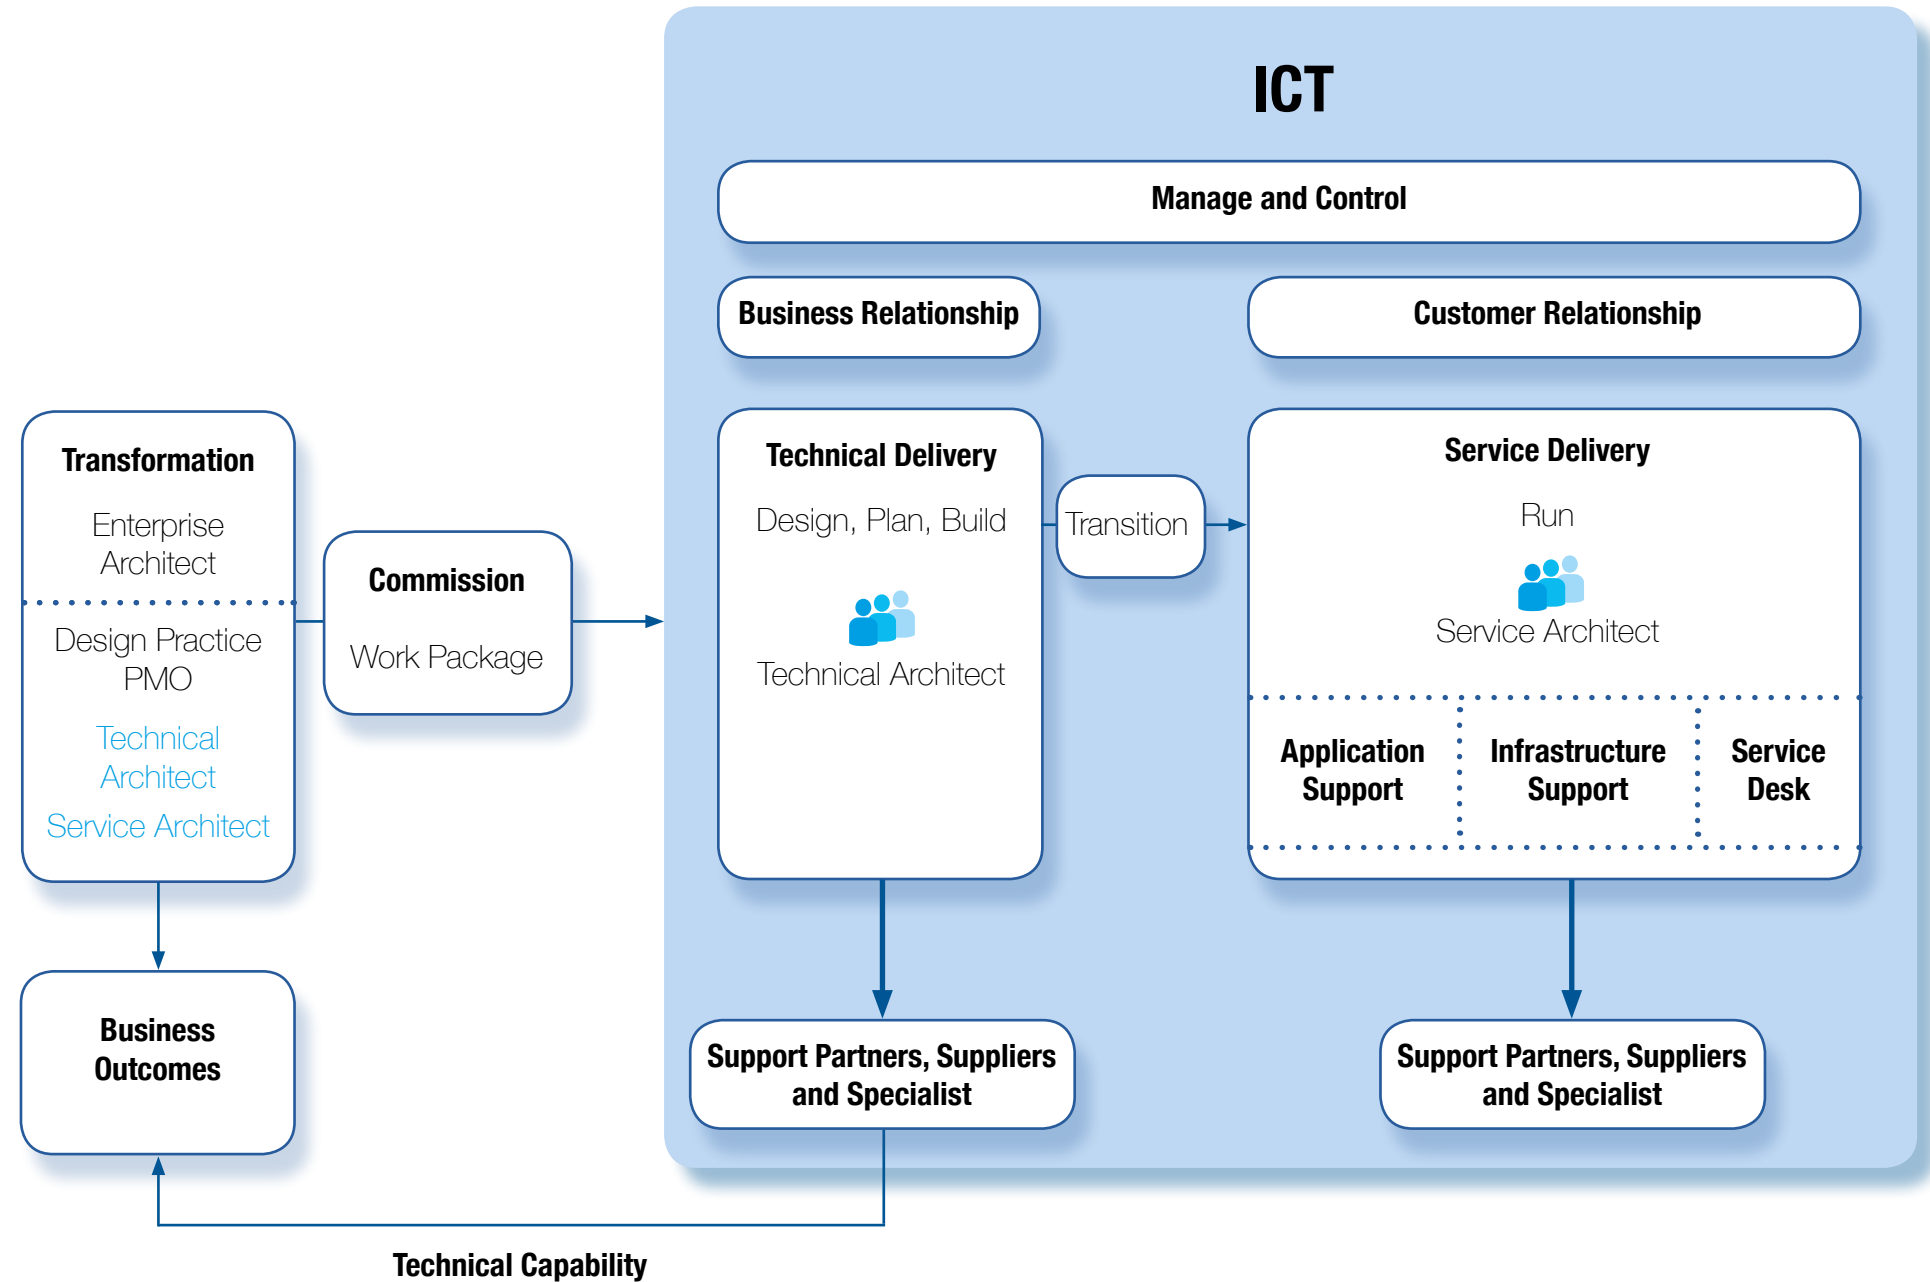 ICT
Manage and Control
Business Relationship
Customer Relationship
Transformation
Enterprise
Architect
Design Practice
PMO
Technical
Architect
Service Architect
Commission
Work Package
Technical Delivery
Design, Plan, Build
Technical Architect
Transition
Service Delivery
Run
Service Architect
Application
Support
Infrastructure
Support
Service
Desk
Business
Outcomes
Support Partners, Suppliers
and Specialist
Support Partners, Suppliers
and Specialist
Technical Capability